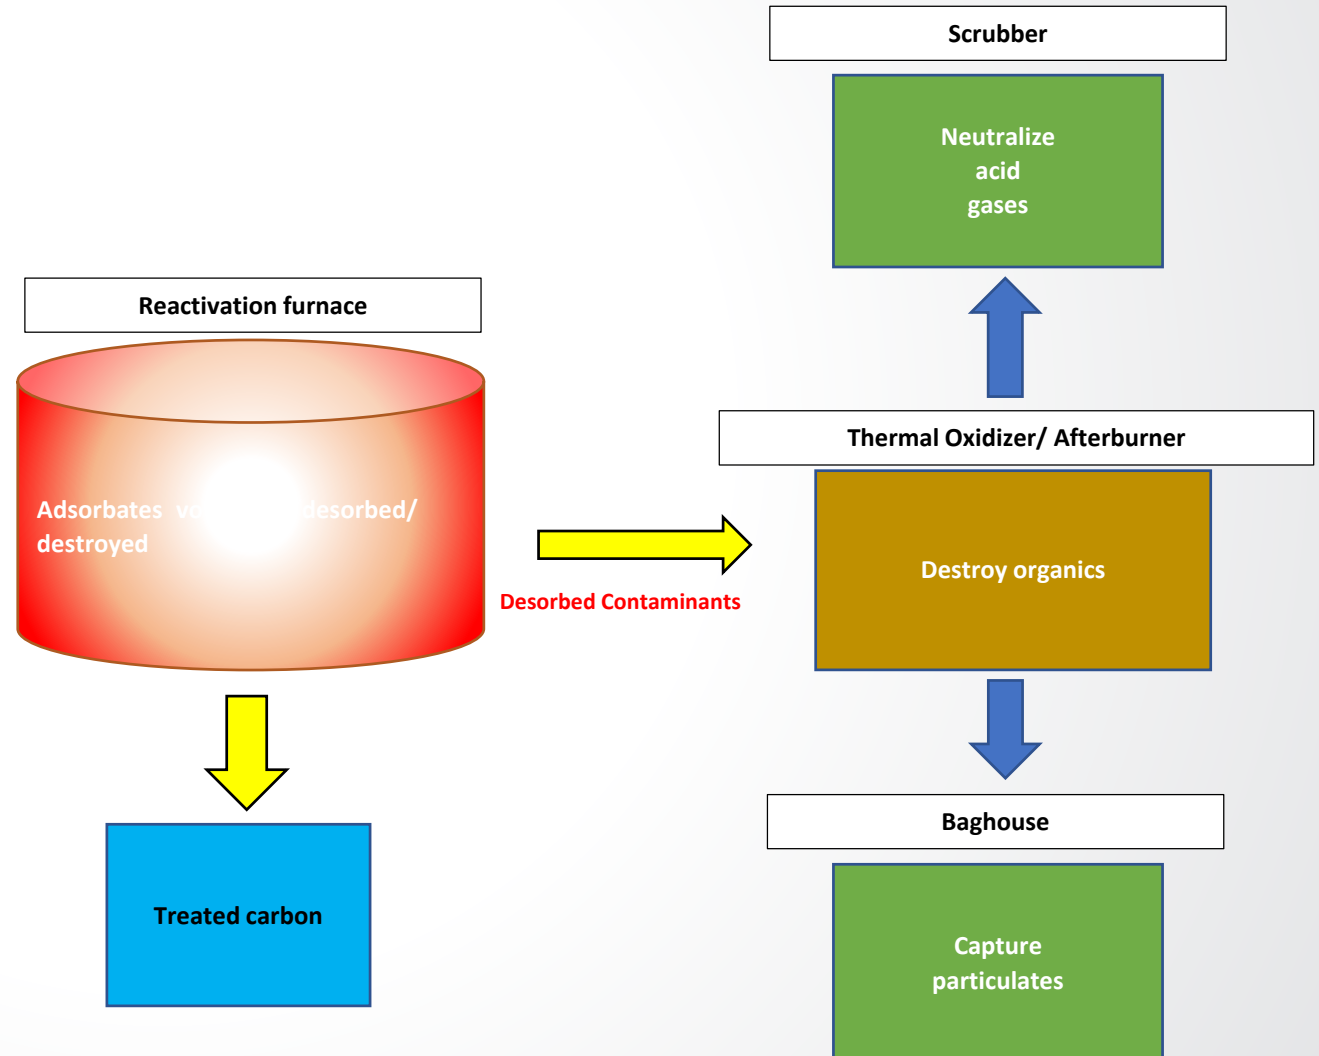 Scrubber
Neutralize
acid
gases
Reactivation furnace
Adsorbates desorbed/
destroyed
Desorbed Contaminants
Thermal Oxidizer/ Afterburner
Destroy organics
Treated carbon
Baghouse
Capture
particulates